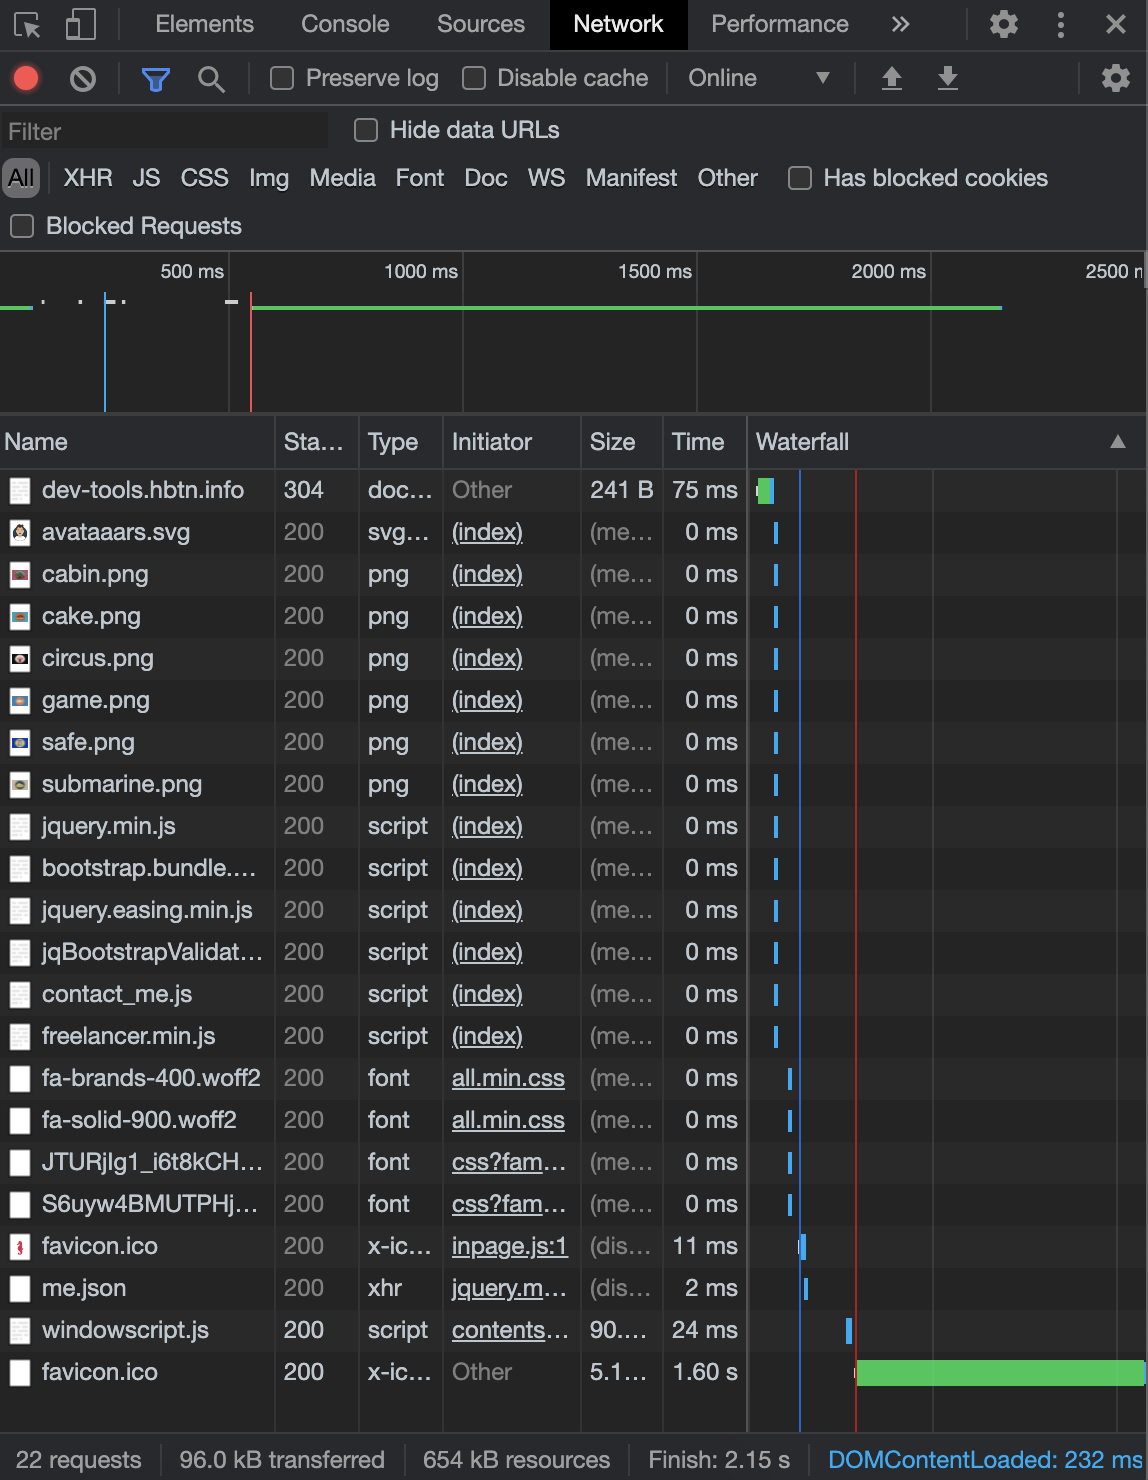 Elements Console Sources Network Performance »
Preserve log Disable cache Online ▼
Filter Hide data URLs
All XHR JS CSS Img Media Font Doc WS Manifest Other Has blocked cookies
Blocked Requests
500 ms 1000 ms 1500 ms 2000 ms 2500 m
Name Sta... Type Initiator Size Time Waterfall ▲
dev-tools.hbtn.info 304 doc... Other 241 B 75 ms
avataaars.svg 200 svg... (index) (me... 0 ms
cabin.png 200 png (index) (me... 0 ms
cake.png 200 png (index) (me... 0 ms
circus.png 200 png (index) (me... 0 ms
game.png 200 png (index) (me... 0 ms
safe.png 200 png (index) (me... 0 ms
submarine.png 200 png (index) (me... 0 ms
jquery.min.js 200 script (index) (me... 0 ms
bootstrap.bundle.... 200 script (index) (me... 0 ms
jquery.easing.min.js 200 script (index) (me... 0 ms
jqBootstrapValidat... 200 script (index) (me... 0 ms
contact_me.js 200 script (index) (me... 0 ms
freelancer.min.js 200 script (index) (me... 0 ms
fa-brands-400.woff2 200 font all.min.css (me... 0 ms
fa-solid-900.woff2 200 font all.min.css (me... 0 ms
JTURjIg1_i6t8kCH... 200 font css?fam... (me... 0 ms
S6uyw4BMUTPHj... 200 font css?fam... (me... 0 ms
favicon.ico 200 x-ic... inpage.js:1 (dis... 11 ms
me.json 200 xhr jquery.m... (dis... 2 ms
windowscript.js 200 script contents... 90.... 24 ms
favicon.ico 200 x-ic... Other 5.1... 1.60 s
22 requests 96.0 kB transferred 654 kB resources Finish: 2.15 s DOMContentLoaded: 232 ms